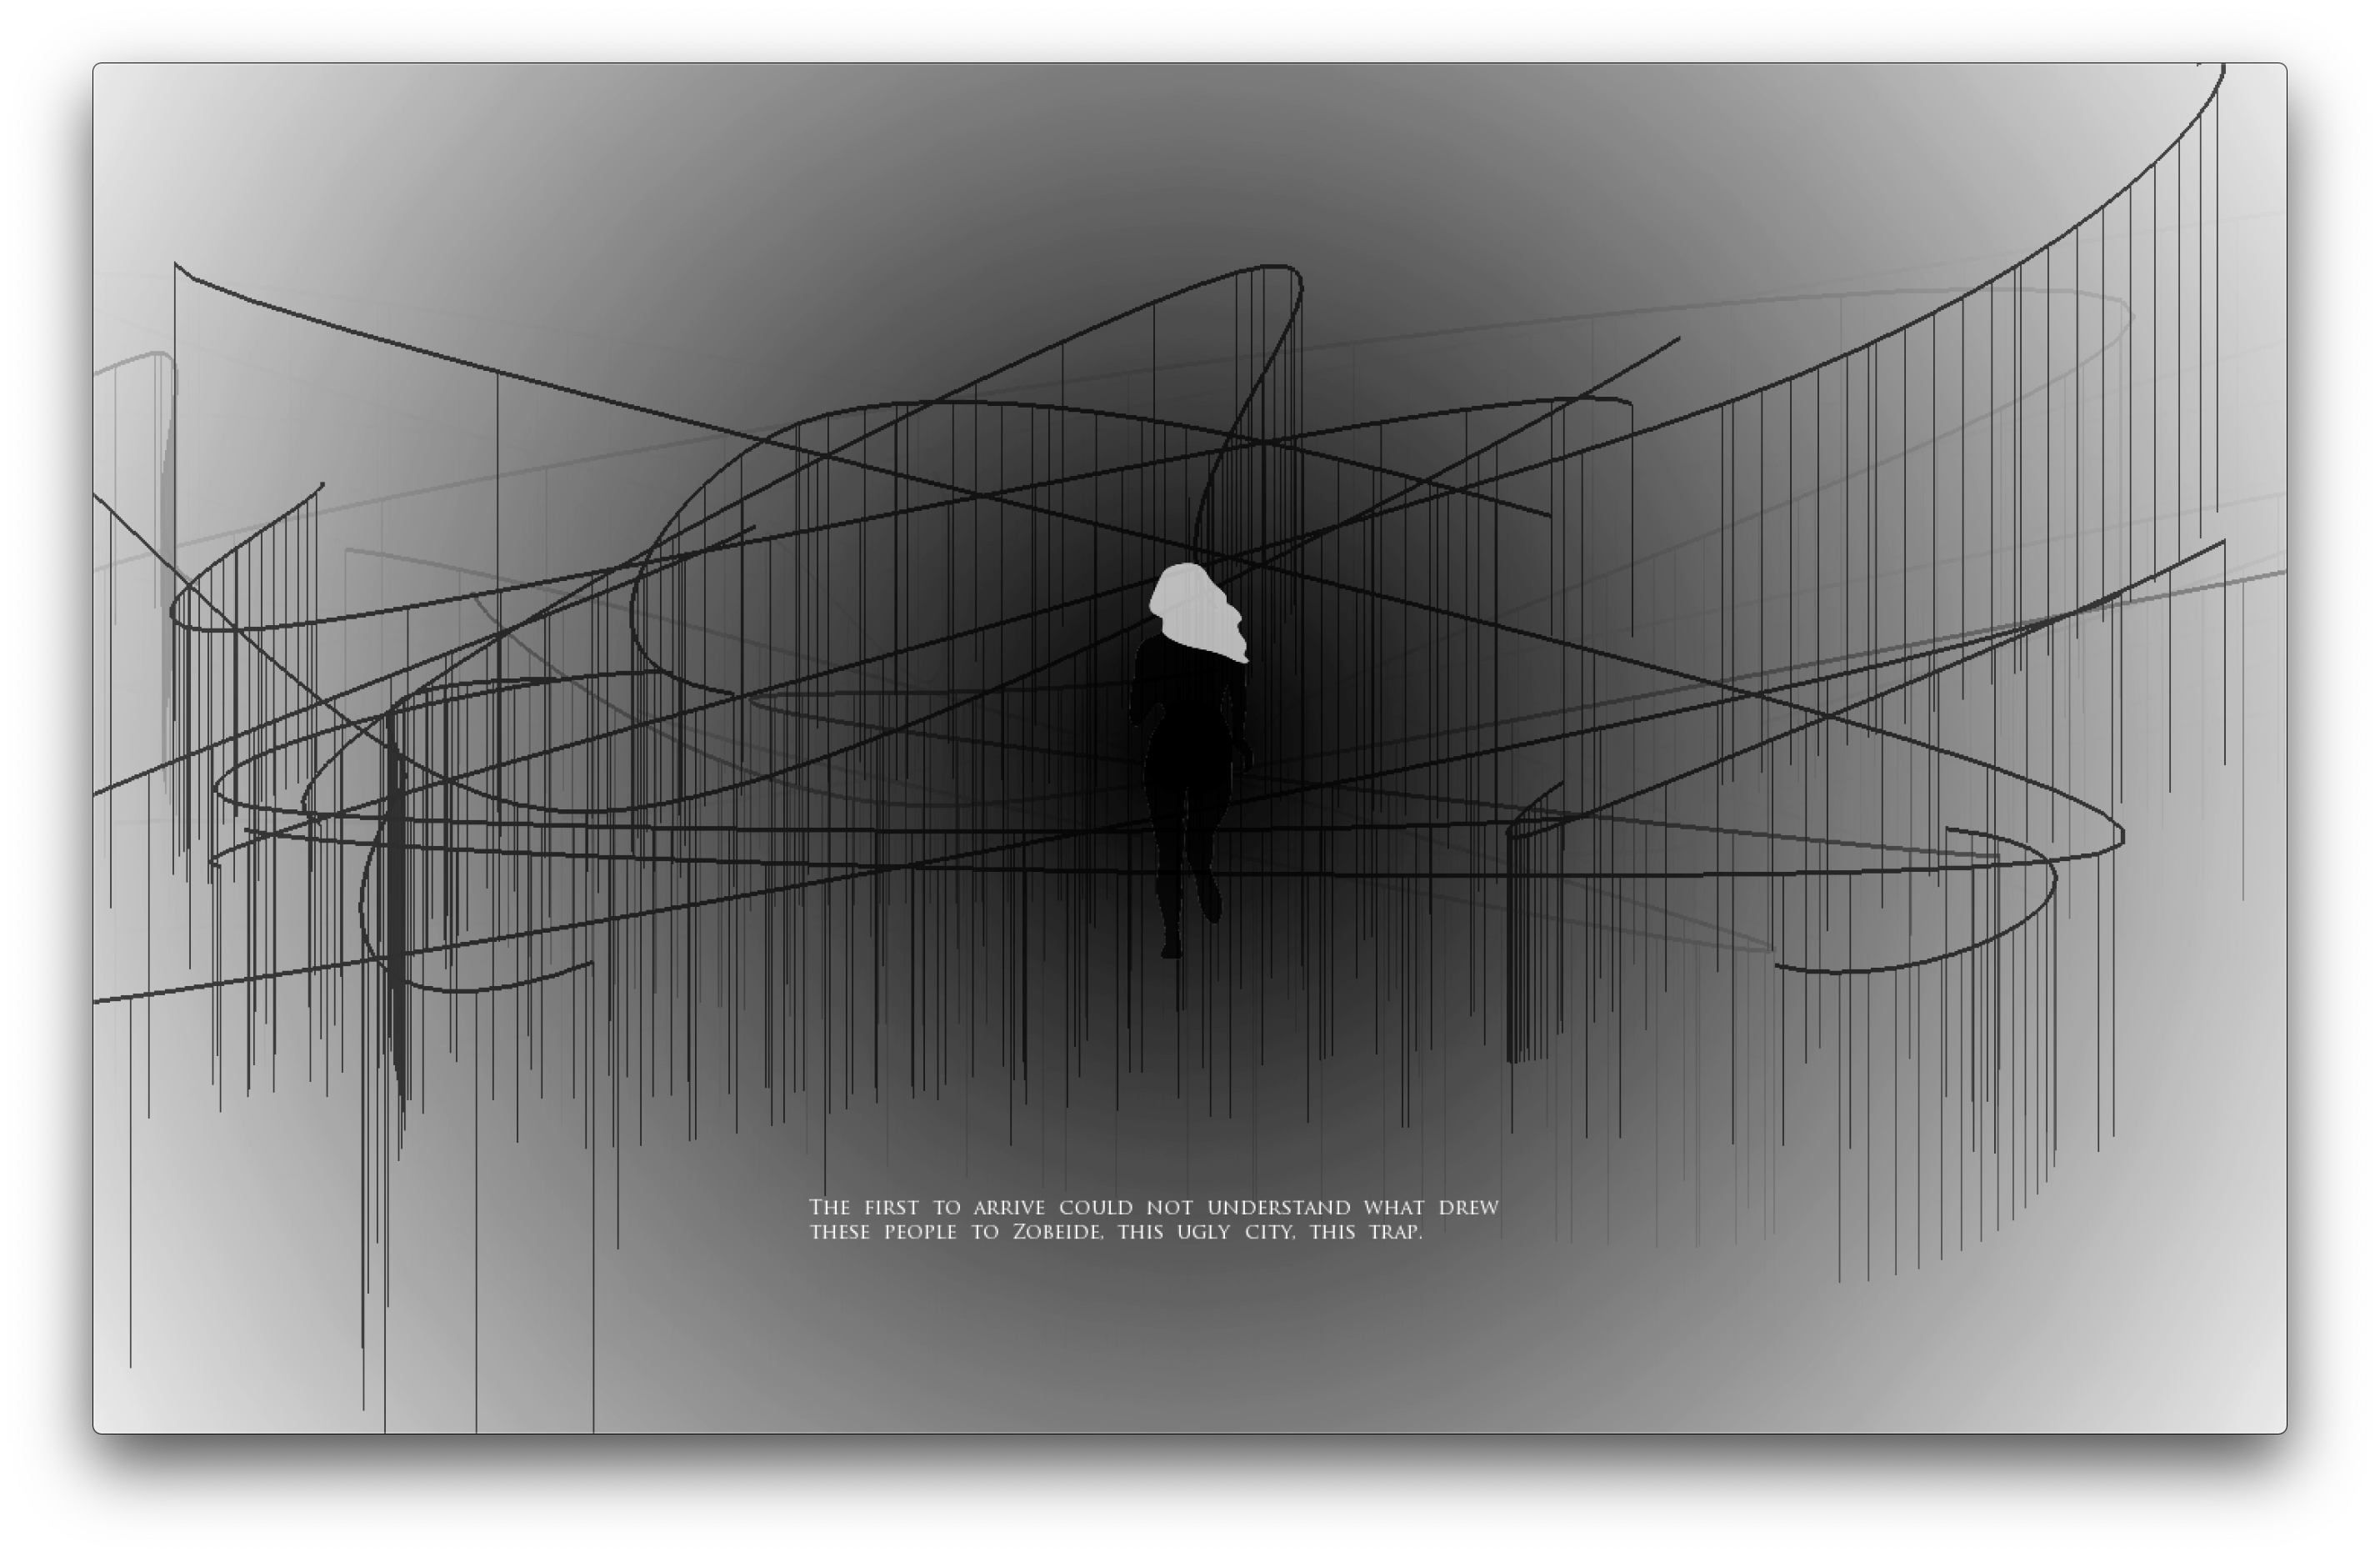 The first to arrive could not understand what drew
these people to Zobeide, this ugly city, this trap.